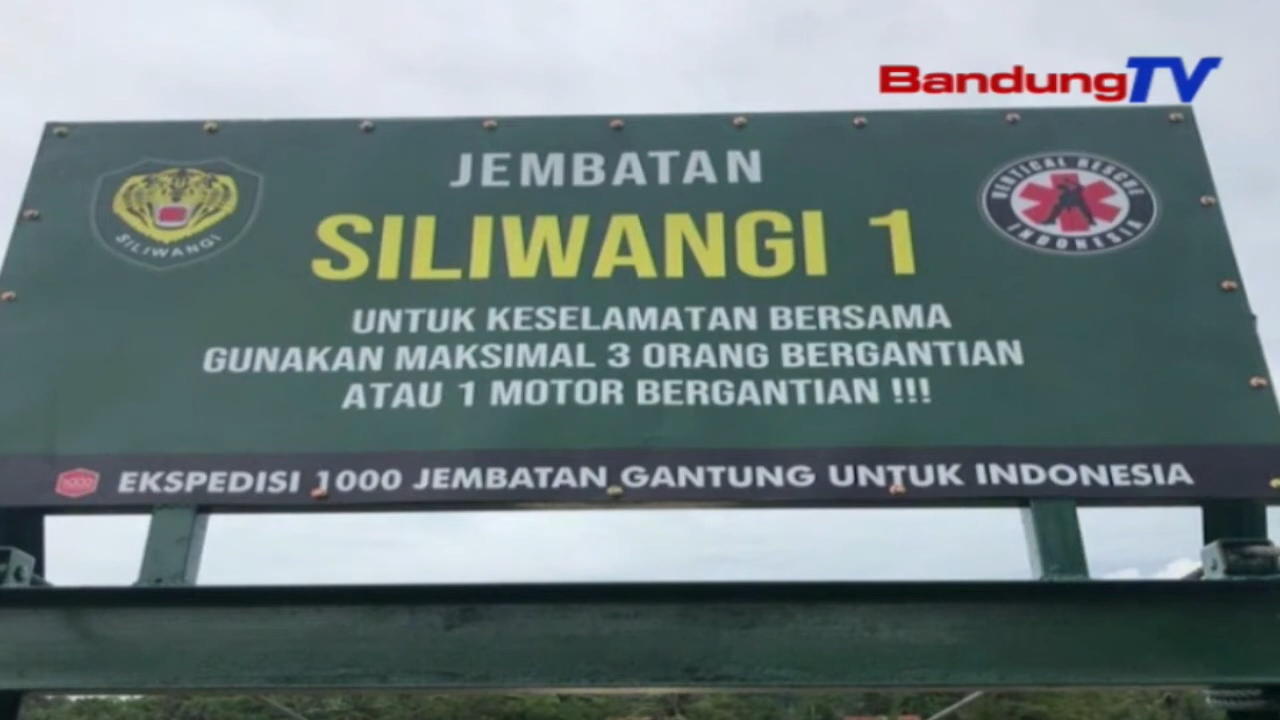 BandungTV
JEMBATAN
SILIWANGI 1
SILIWANGI
VERTICAL RESCUE
INDONESIA
UNTUK KESELAMATAN BERSAMA
GUNAKAN MAKSIMAL 3 ORANG BERGANTIAN
ATAU 1 MOTOR BERGANTIAN !!!
1000
EKSPEDISI 1000 JEMBATAN GANTUNG UNTUK INDONESIA